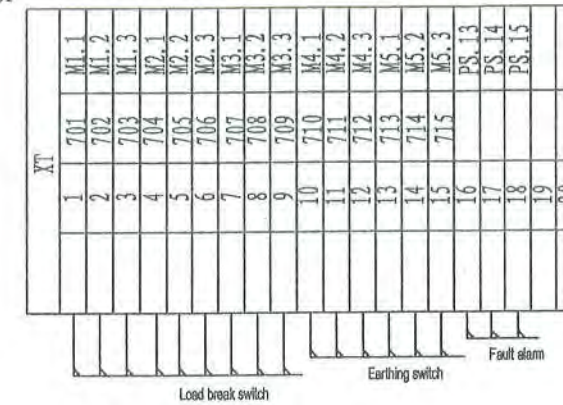 XT
1 701 M1.1
2 702 M1.2
3 703 M1.3
4 704 M2.1
5 705 M2.2
6 706 M2.3
7 707 M3.1
8 708 M3.2
9 709 M3.3
10 710 M4.1
11 711 M4.2
12 712 M4.3
13 713 M5.1
14 714 M5.2
15 715 M5.3
16 PS.13
17 PS.14
18 PS.15
19
Load break switch
Earthing switch
Fault alarm